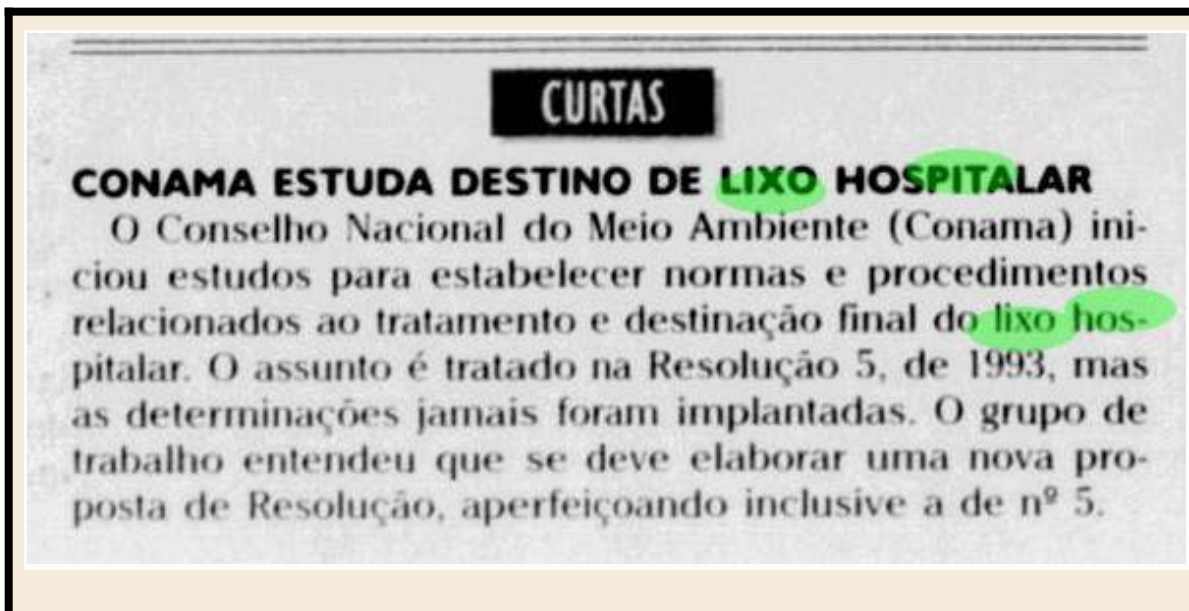 CURTAS
CONAMA ESTUDA DESTINO DE LIXO HOSPITALAR
O Conselho Nacional do Meio Ambiente (Conama) ini-
ciou estudos para estabelecer normas e procedimentos
relacionados ao tratamento e destinação final do lixo hos-
pitalar. O assunto é tratado na Resolução 5, de 1993, mas
as determinações jamais foram implantadas. O grupo de
trabalho entendeu que se deve elaborar uma nova pro-
posta de Resolução, aperfeiçoando inclusive a de nº 5.